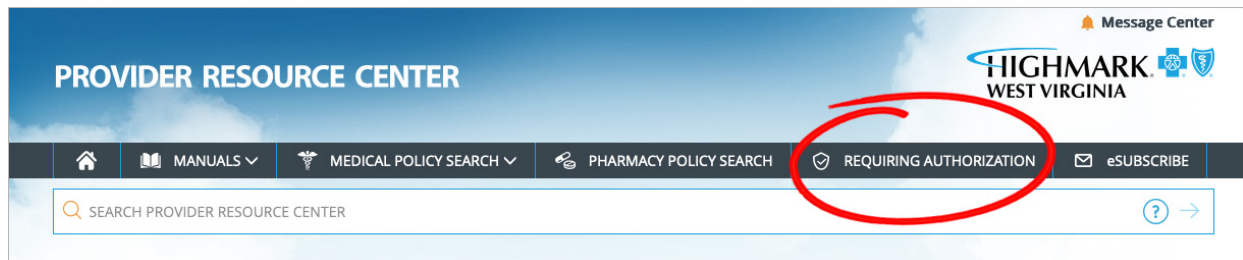 Message Center
PROVIDER RESOURCE CENTER
HIGHMARK.
WEST VIRGINIA
MANUALS
MEDICAL POLICY SEARCH
PHARMACY POLICY SEARCH
REQUIRING AUTHORIZATION
eSUBSCRIBE
SEARCH PROVIDER RESOURCE CENTER
?